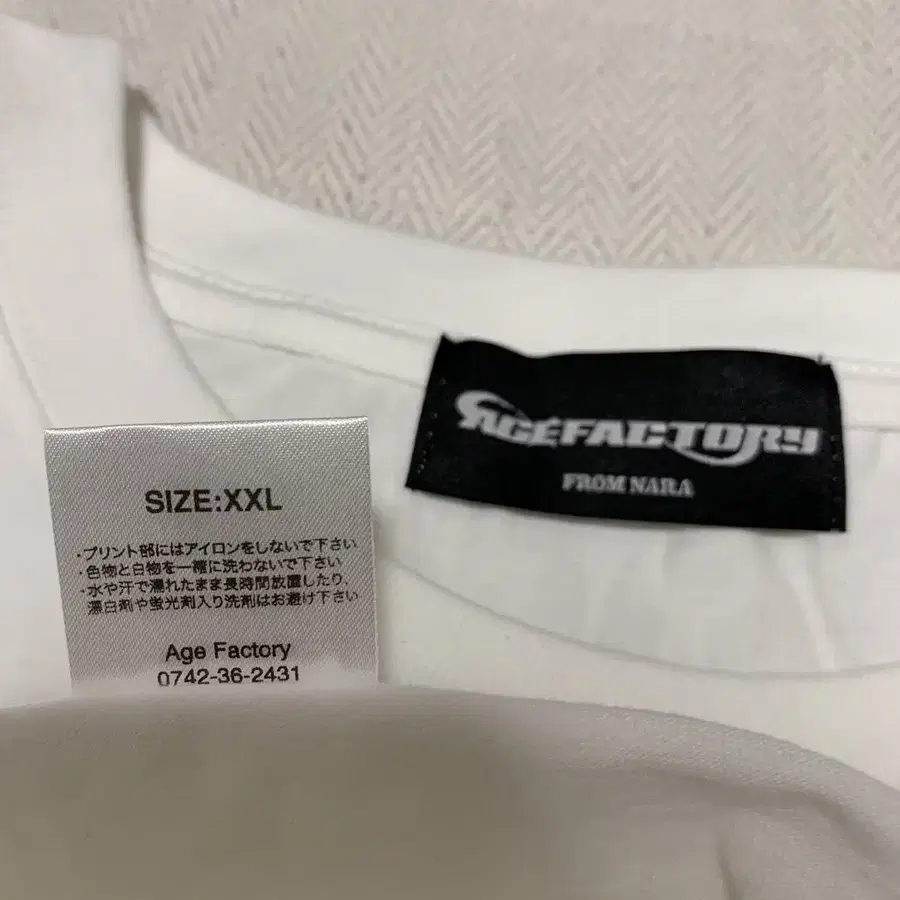 SIZE:XXL
・プリント部にはアイロンをしないで下さい
・色物と白物を一緒に洗わないで下さい
・水や汗で濡れたまま長時間放置したり、
漂白剤や蛍光剤入り洗剤はお避け下さい
Age Factory
0742-36-2431
AGEFACTORY
FROM NARA